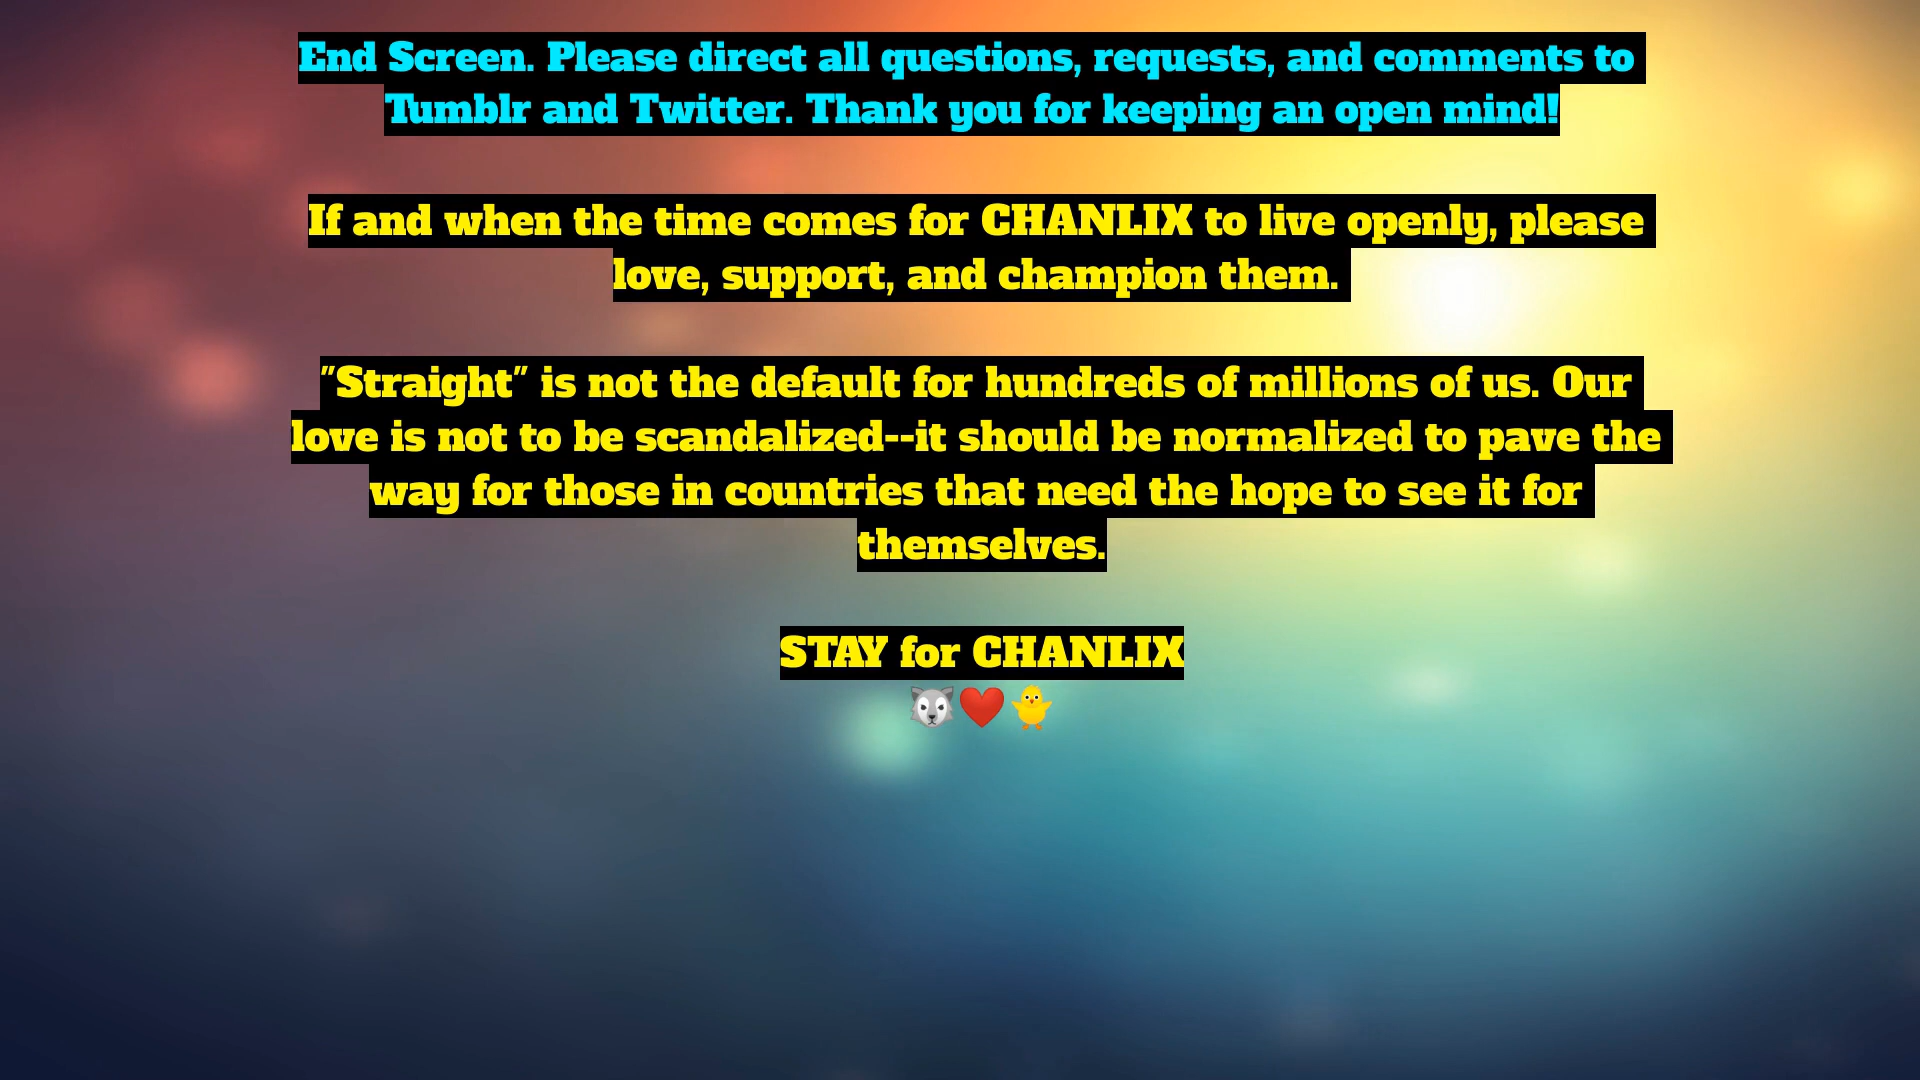 End Screen. Please direct all questions, requests, and comments to
Tumblr and Twitter. Thank you for keeping an open mind!
If and when the time comes for CHANLIX to live openly, please
love, support, and champion them.
"Straight" is not the default for hundreds of millions of us. Our
love is not to be scandalized--it should be normalized to pave the
way for those in countries that need the hope to see it for
themselves.
STAY for CHANLIX
🐺❤️🐥